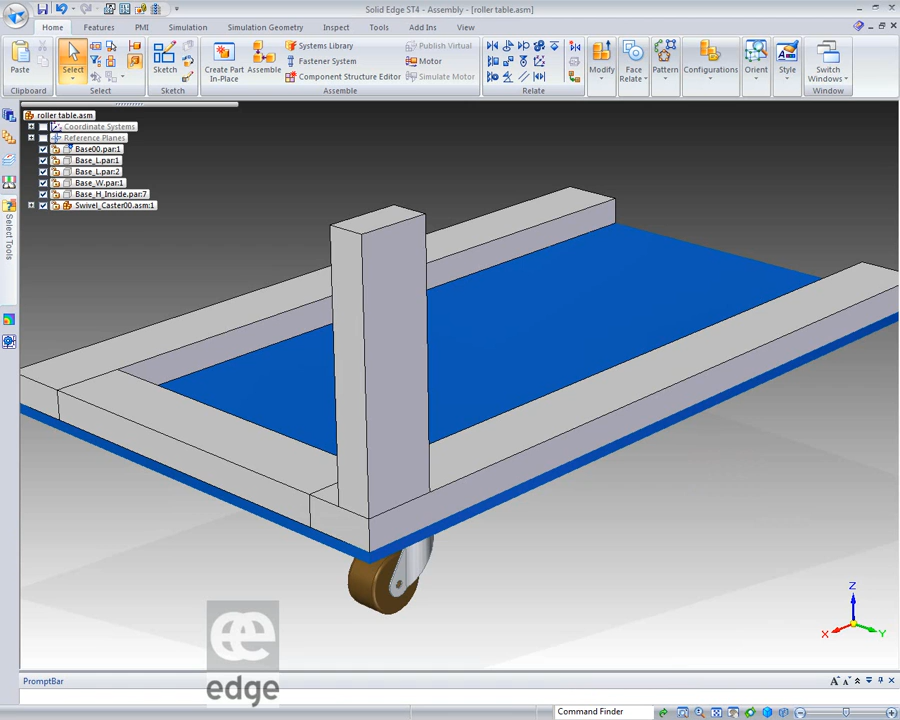 Solid Edge ST4 - Assembly - [roller table.asm]
Home
Features
PMI
Simulation
Simulation Geometry
Inspect
Tools
Add Ins
View
Paste
Clipboard
Select
Select
Sketch
Sketch
Create Part In-Place
Assemble
Systems Library
Fastener System
Component Structure Editor
Publish Virtual
Motor
Simulate Motor
Assemble
Relate
Modify
Face Relate
Pattern
Configurations
Orient
Style
Switch Windows
Window
roller table.asm
Coordinate Systems
Reference Planes
Base00.par:1
Base_L.par:1
Base_L.par:2
Base_W.par:1
Base_H_Inside.par:7
Swivel_Caster00.asm:1
Select Tools
Z
X
Y
edge
PromptBar
Command Finder